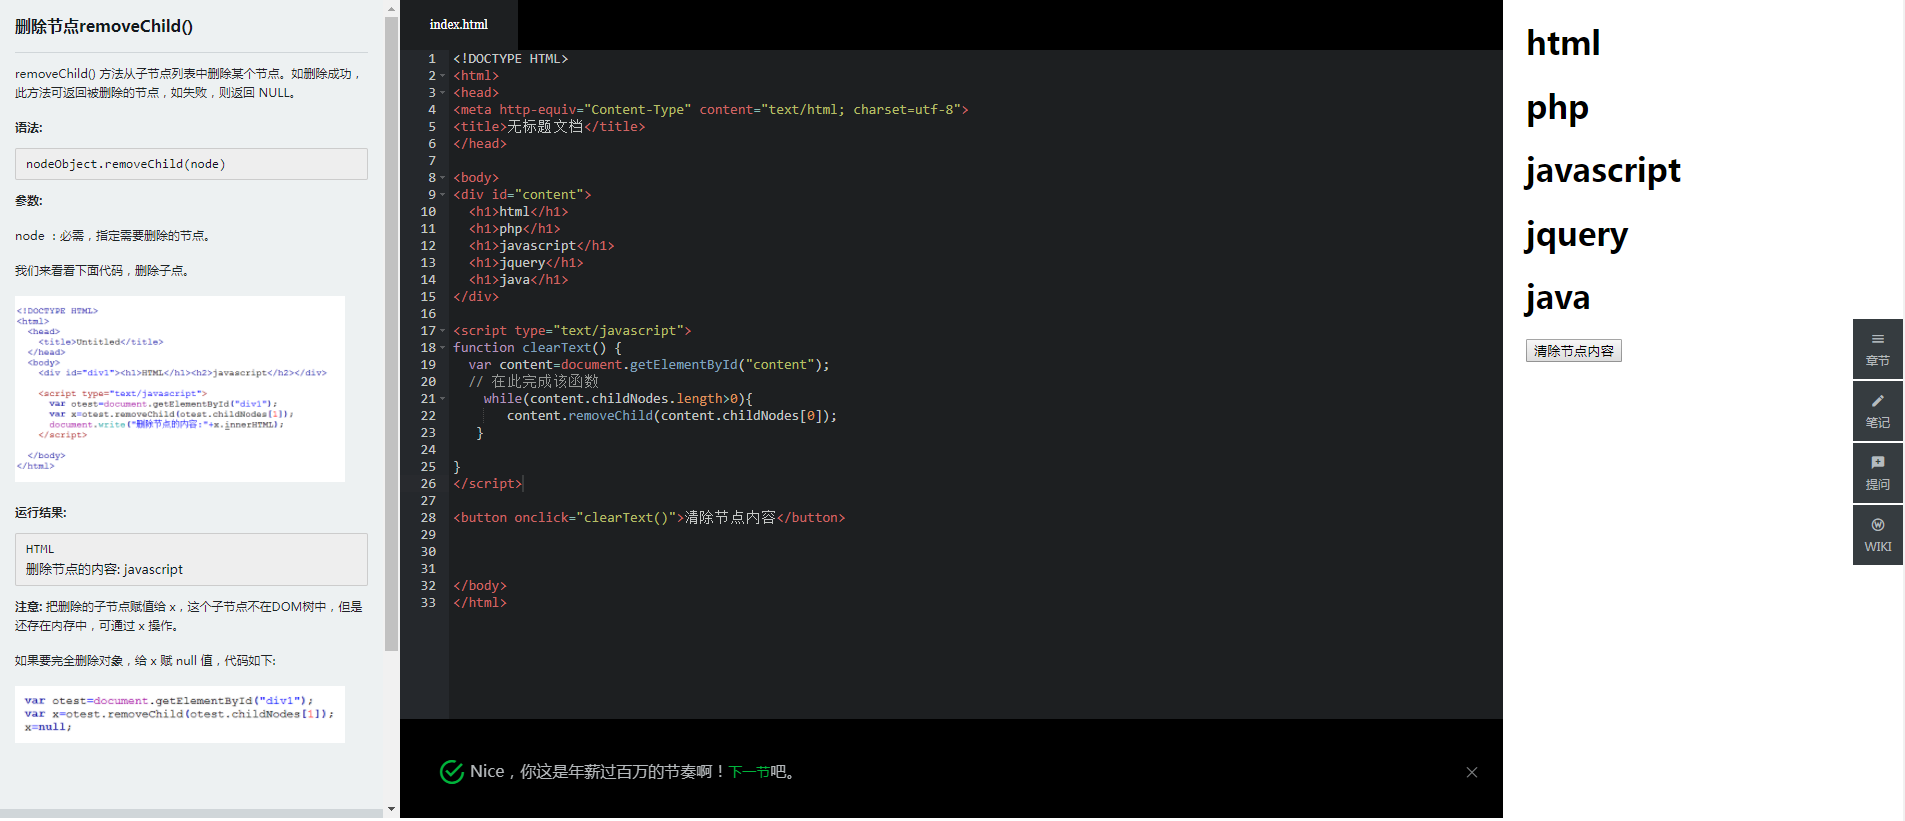 删除节点removeChild()
removeChild() 方法从子节点列表中删除某个节点。如删除成功，
此方法可返回被删除的节点，如失败，则返回 NULL。
语法:
nodeObject.removeChild(node)
参数:
node ：必需，指定需要删除的节点。
我们来看看下面代码，删除子点。
<!DOCTYPE HTML>
<html>
<head>
<title>Untitled</title>
</head>
<body>
<div id="div1"><h1>HTML</h1><h2>javascript</h2></div>
<script type="text/javascript">
var otest=document.getElementById("div1");
var x=otest.removeChild(otest.childNodes[1]);
document.write("删除节点的内容:"+x.innerHTML);
</script>
</body>
</html>
运行结果:
HTML
删除节点的内容: javascript
注意: 把删除的子节点赋值给 x，这个子节点不在DOM树中，但是
还存在内存中，可通过 x 操作。
如果要完全删除对象，给 x 赋 null 值，代码如下:
var otest=document.getElementById("div1");
var x=otest.removeChild(otest.childNodes[1]);
x=null;
index.html
1 <!DOCTYPE HTML>
2 <html>
3 <head>
4 <meta http-equiv="Content-Type" content="text/html; charset=utf-8">
5 <title>无标题文档</title>
6 </head>
7
8 <body>
9 <div id="content">
10 <h1>html</h1>
11 <h1>php</h1>
12 <h1>javascript</h1>
13 <h1>jquery</h1>
14 <h1>java</h1>
15 </div>
16
17 <script type="text/javascript">
18 function clearText() {
19 var content=document.getElementById("content");
20 // 在此完成该函数
21 while(content.childNodes.length>0){
22 content.removeChild(content.childNodes[0]);
23 }
24
25 }
26 </script>
27
28 <button onclick="clearText()">清除节点内容</button>
29
30
31
32 </body>
33 </html>
Nice，你这是年薪过百万的节奏啊！下一节吧。
html
php
javascript
jquery
java
清除节点内容
章节
笔记
提问
WIKI